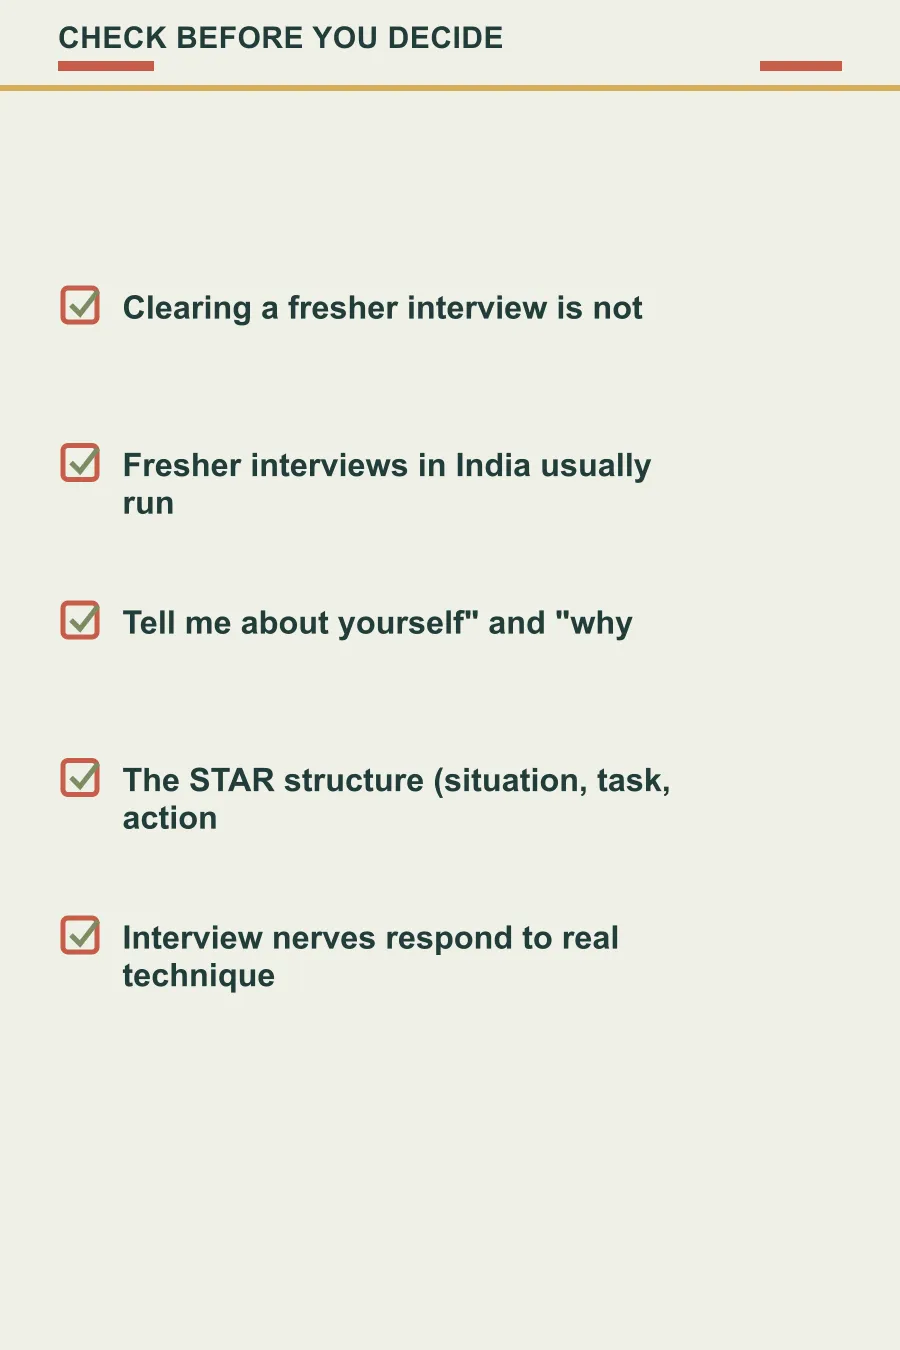 CHECK BEFORE YOU DECIDE
Clearing a fresher interview is not
Fresher interviews in India usually
run
Tell me about yourself" and "why
The STAR structure (situation, task,
action
Interview nerves respond to real
technique